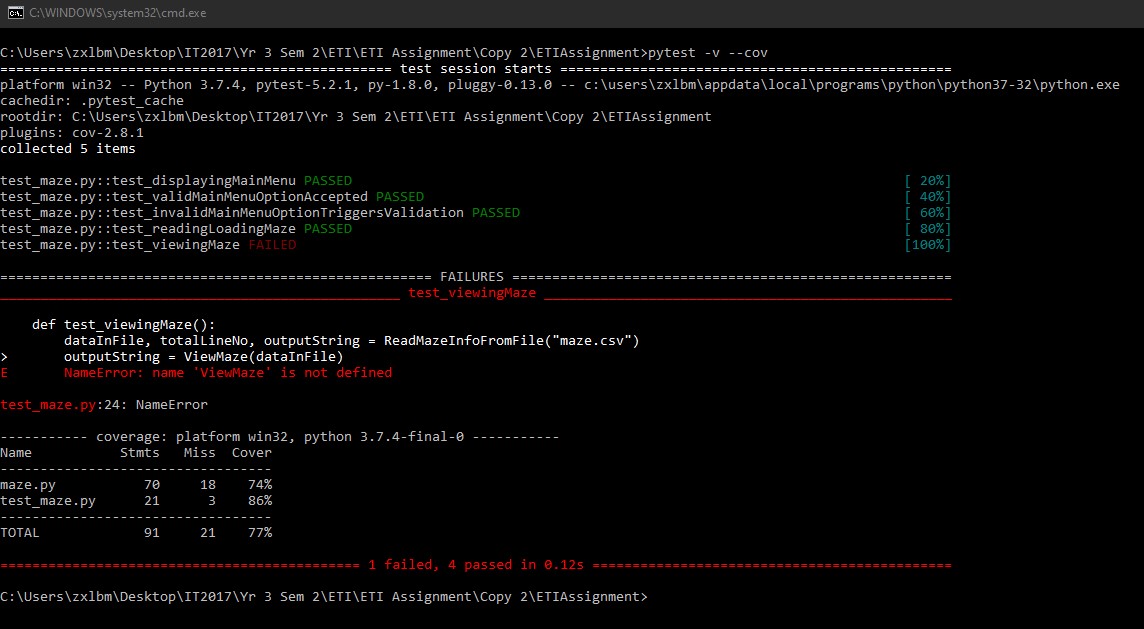 C:\WINDOWS\system32\cmd.exe
C:\Users\zxlbm\Desktop\IT2017\Yr 3 Sem 2\ETI\ETI Assignment\Copy 2\ETIAssignment>pytest -v --cov
================================================= test session starts =================================================
platform win32 -- Python 3.7.4, pytest-5.2.1, py-1.8.0, pluggy-0.13.0 -- c:\users\zxlbm\appdata\local\programs\python\python37-32\python.exe
cachedir: .pytest_cache
rootdir: C:\Users\zxlbm\Desktop\IT2017\Yr 3 Sem 2\ETI\ETI Assignment\Copy 2\ETIAssignment
plugins: cov-2.8.1
collected 5 items
test_maze.py::test_displayingMainMenu PASSED [ 20%]
test_maze.py::test_validMainMenuOptionAccepted PASSED [ 40%]
test_maze.py::test_invalidMainMenuOptionTriggersValidation PASSED [ 60%]
test_maze.py::test_readingLoadingMaze PASSED [ 80%]
test_maze.py::test_viewingMaze FAILED [100%]
====================================================== FAILURES =======================================================
__________________________________________________ test_viewingMaze ___________________________________________________
def test_viewingMaze():
dataInFile, totalLineNo, outputString = ReadMazeInfoFromFile("maze.csv")
> outputString = ViewMaze(dataInFile)
E NameError: name 'ViewMaze' is not defined
test_maze.py:24: NameError
----------- coverage: platform win32, python 3.7.4-final-0 -----------
Name Stmts Miss Cover
----------------------------------
maze.py 70 18 74%
test_maze.py 21 3 86%
----------------------------------
TOTAL 91 21 77%
============================================= 1 failed, 4 passed in 0.12s =============================================
C:\Users\zxlbm\Desktop\IT2017\Yr 3 Sem 2\ETI\ETI Assignment\Copy 2\ETIAssignment>